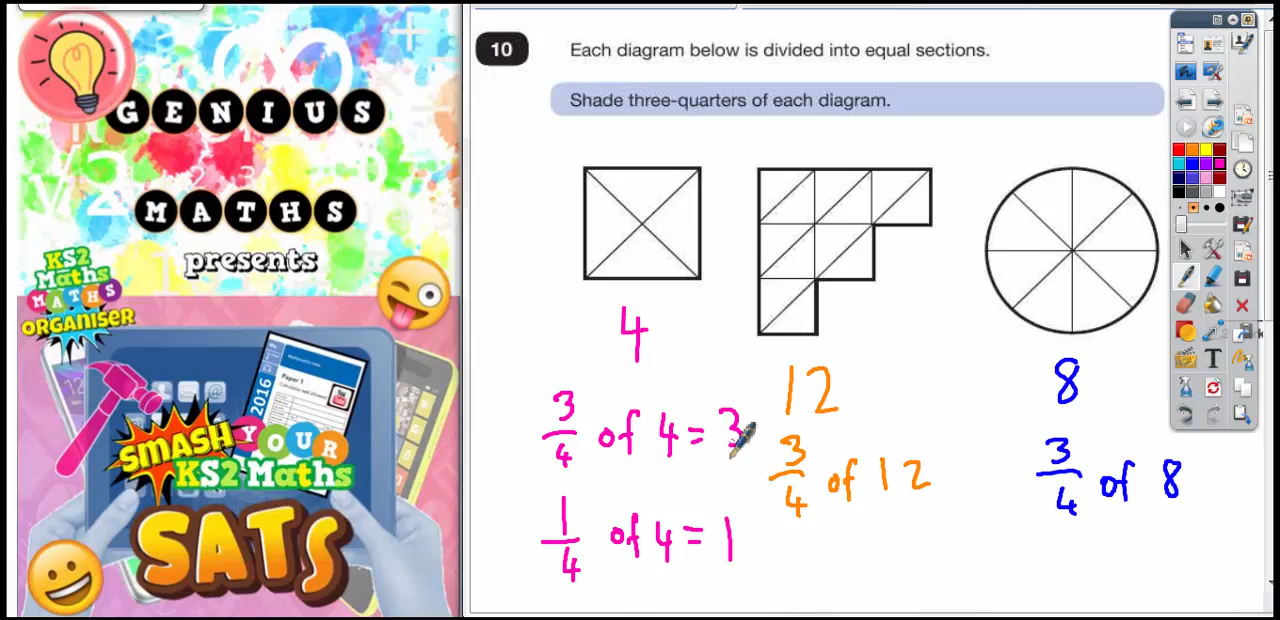 GENIUS
MATHS
presents
KS2
Maths
MATHS
ORGANISER
2016
Paper 1
SMASH YOUR
KS2 Maths
SATS
10
Each diagram below is divided into equal sections.
Shade three-quarters of each diagram.
4
3/4 of 4 = 3
1/4 of 4 = 1
12
3/4 of 12
8
3/4 of 8